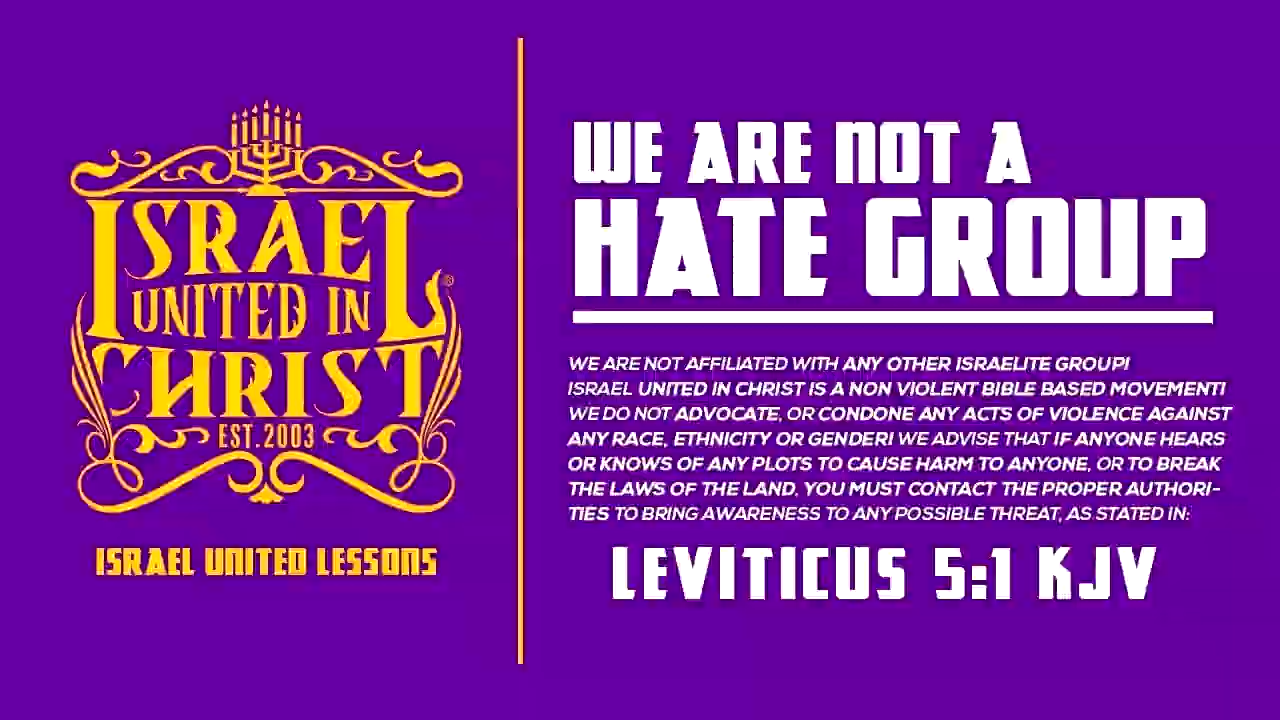 ISRAEL
UNITED IN
CHRIST
EST.2003
ISRAEL UNITED LESSONS
WE ARE NOT A
HATE GROUP
WE ARE NOT AFFILIATED WITH ANY OTHER ISRAELITE GROUP!
ISRAEL UNITED IN CHRIST IS A NON VIOLENT BIBLE BASED MOVEMENT!
WE DO NOT ADVOCATE, OR CONDONE ANY ACTS OF VIOLENCE AGAINST
ANY RACE, ETHNICITY OR GENDER! WE ADVISE THAT IF ANYONE HEARS
OR KNOWS OF ANY PLOTS TO CAUSE HARM TO ANYONE, OR TO BREAK
THE LAWS OF THE LAND, YOU MUST CONTACT THE PROPER AUTHORI-
TIES TO BRING AWARENESS TO ANY POSSIBLE THREAT, AS STATED IN:
LEVITICUS 5:1 KJV